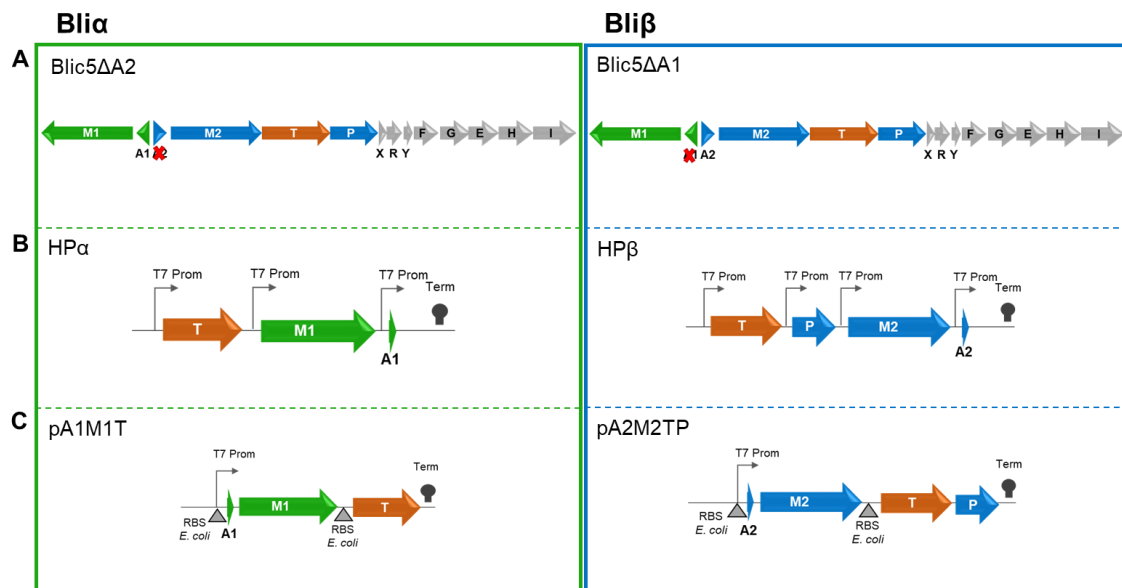 Bliα
Bliβ
A
Blic5ΔA2
M1
M2
T
P
F
G
E
H
I
A1
A2
X
R
Y
Blic5ΔA1
M1
M2
T
P
F
G
E
H
I
A1
A2
X
R
Y
B
HPα
T7 Prom
T7 Prom
T7 Prom
Term
T
M1
A1
HPβ
T7 Prom
T7 Prom
T7 Prom
T7 Prom
Term
T
P
M2
A2
C
pA1M1T
T7 Prom
Term
M1
T
RBS
E. coli
A1
RBS
E. coli
pA2M2TP
T7 Prom
Term
M2
T
P
RBS
E. coli
A2
RBS
E. coli